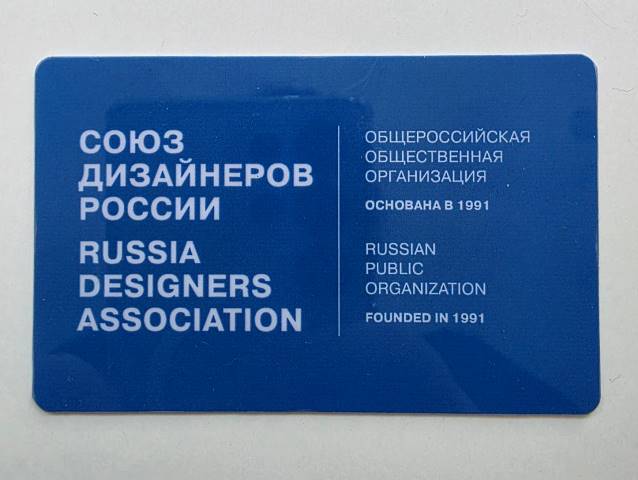 СОЮЗ
ДИЗАЙНЕРОВ
РОССИИ
RUSSIA
DESIGNERS
ASSOCIATION
ОБЩЕРОССИЙСКАЯ
ОБЩЕСТВЕННАЯ
ОРГАНИЗАЦИЯ
ОСНОВАНА В 1991
RUSSIAN
PUBLIC
ORGANIZATION
FOUNDED IN 1991